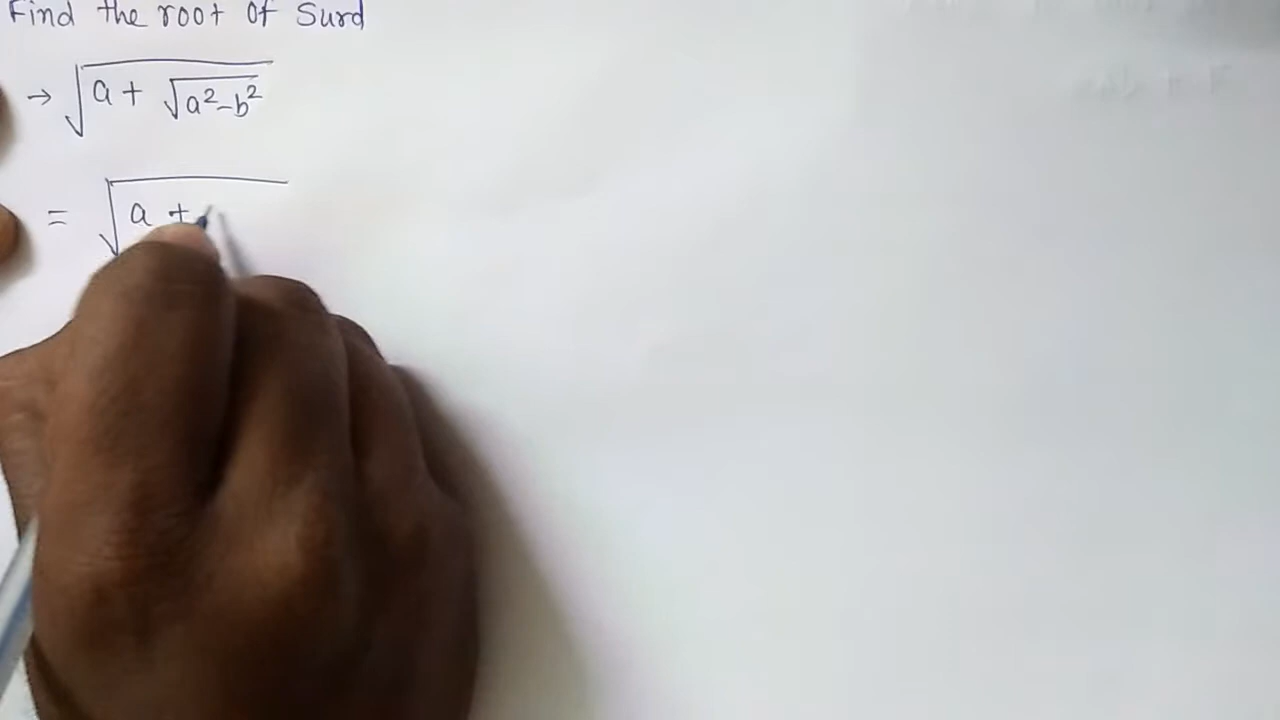 Find the root of Surd
→ √(a + √(a²-b²))
= √(a +